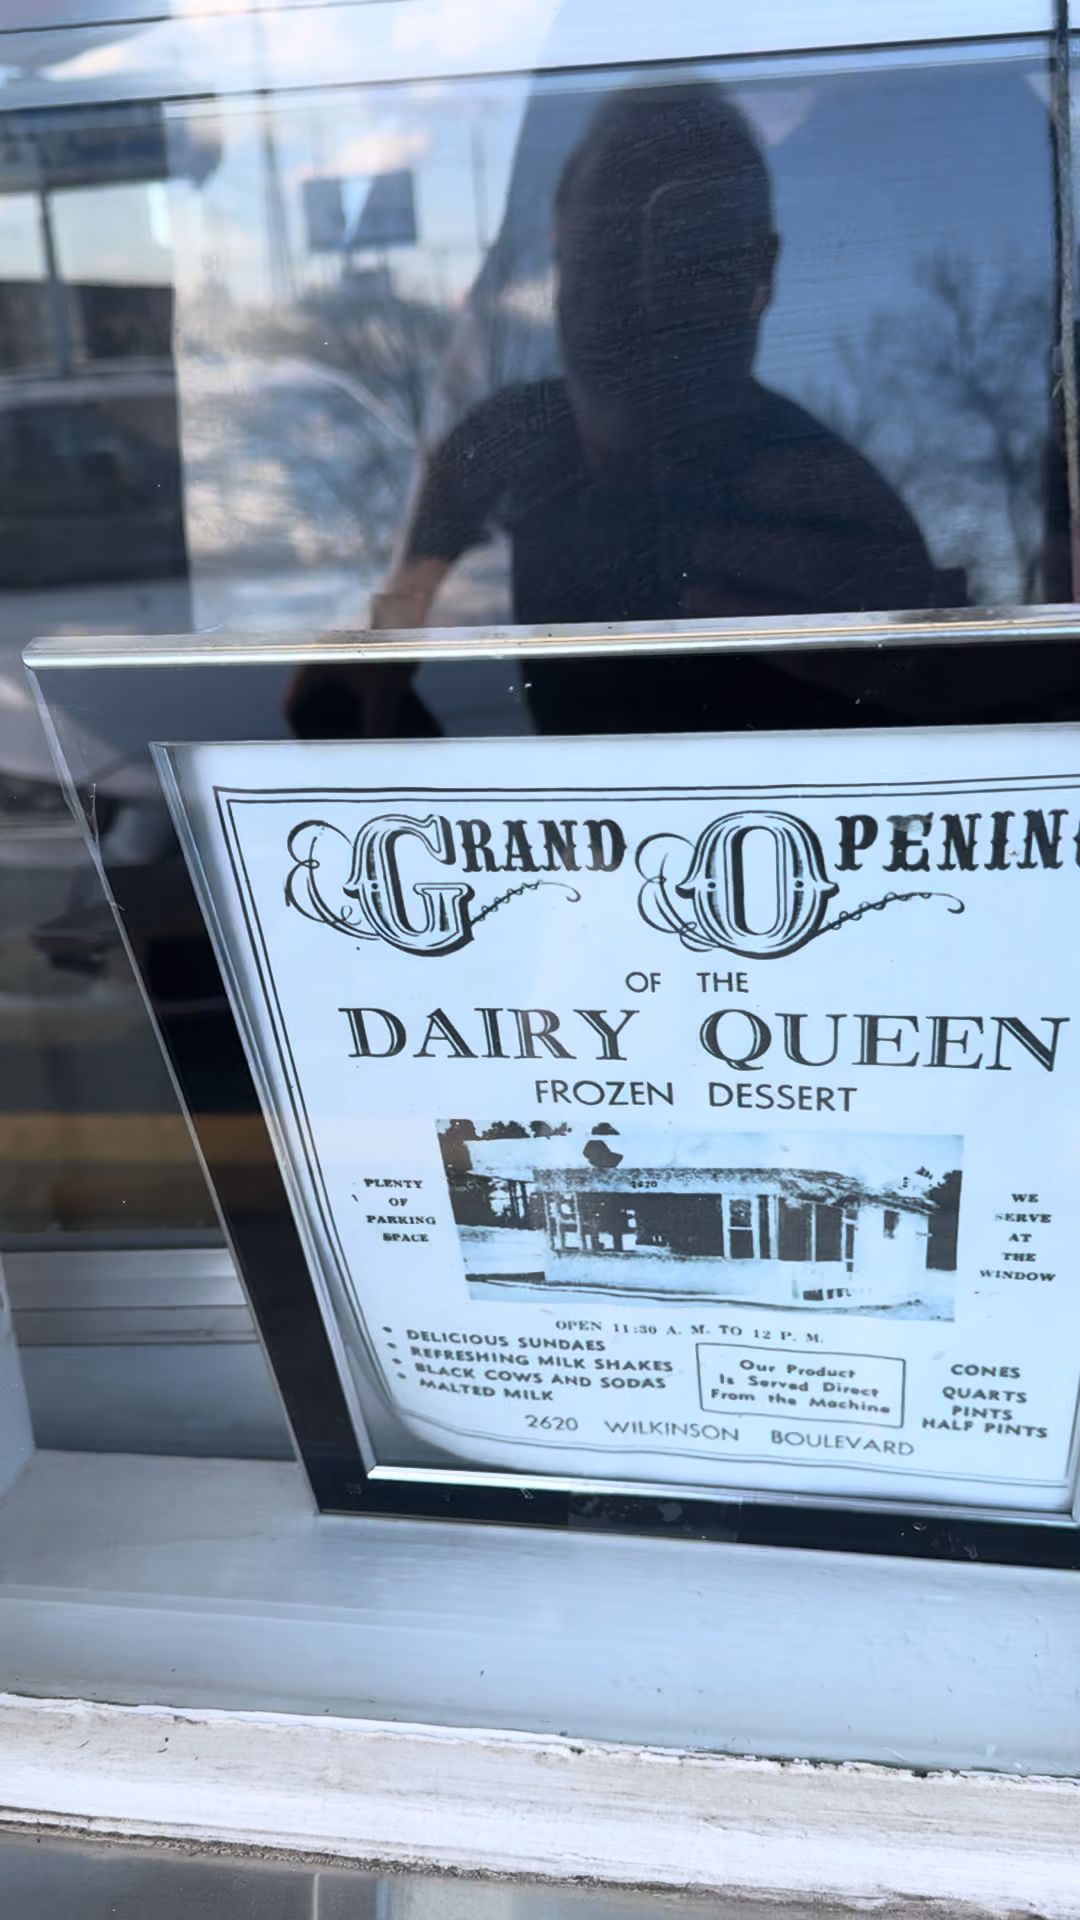 GRAND OPENIN
OF THE
DAIRY QUEEN
FROZEN DESSERT
2620
PLENTY
OF
PARKING
SPACE
WE
SERVE
AT
THE
WINDOW
OPEN 11:30 A. M. TO 12 P. M.
• DELICIOUS SUNDAES
• REFRESHING MILK SHAKES
• BLACK COWS AND SODAS
• MALTED MILK
Our Product
Is Served Direct
From the Machine
CONES
QUARTS
PINTS
HALF PINTS
2620 WILKINSON BOULEVARD